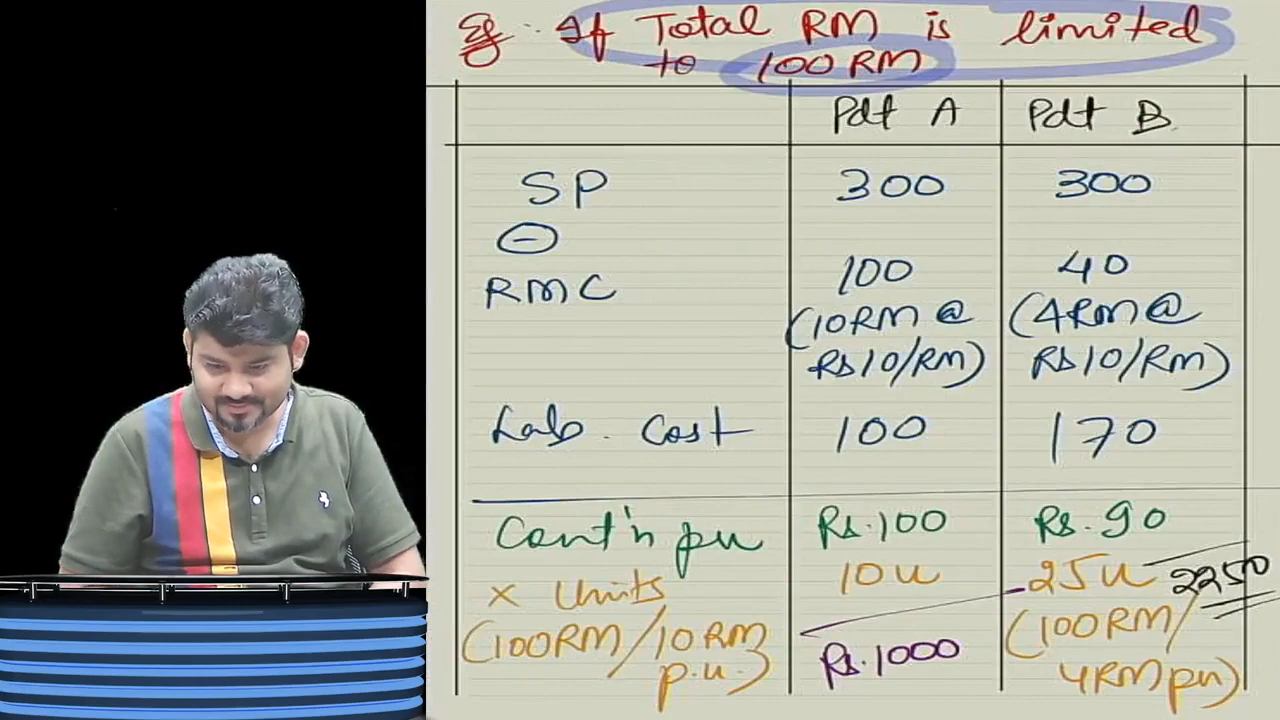 Eg. If Total RM is limited
to 100 RM
Pdt A Pdt B
SP 300 300
⊖
RMC 100 40
(10RM @ (4RM @
Rs10/RM) Rs10/RM)
Lab. Cost 100 170
Cont'n pu Rs.100 Rs.90
x Units 10u 25u 2250
(100RM/10RM (100RM/
p.u.) Rs.1000 4RM pu)